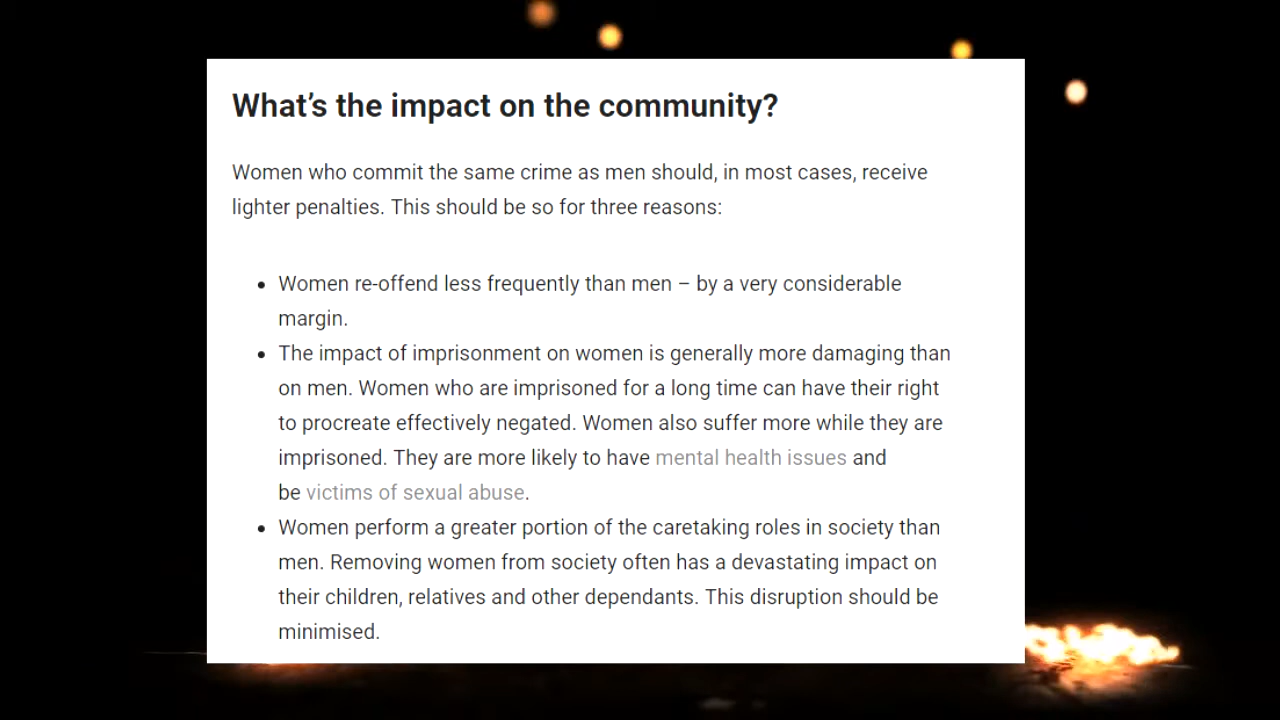 What’s the impact on the community?
Women who commit the same crime as men should, in most cases, receive
lighter penalties. This should be so for three reasons:
• Women re-offend less frequently than men – by a very considerable
margin.
• The impact of imprisonment on women is generally more damaging than
on men. Women who are imprisoned for a long time can have their right
to procreate effectively negated. Women also suffer more while they are
imprisoned. They are more likely to have mental health issues and
be victims of sexual abuse.
• Women perform a greater portion of the caretaking roles in society than
men. Removing women from society often has a devastating impact on
their children, relatives and other dependants. This disruption should be
minimised.